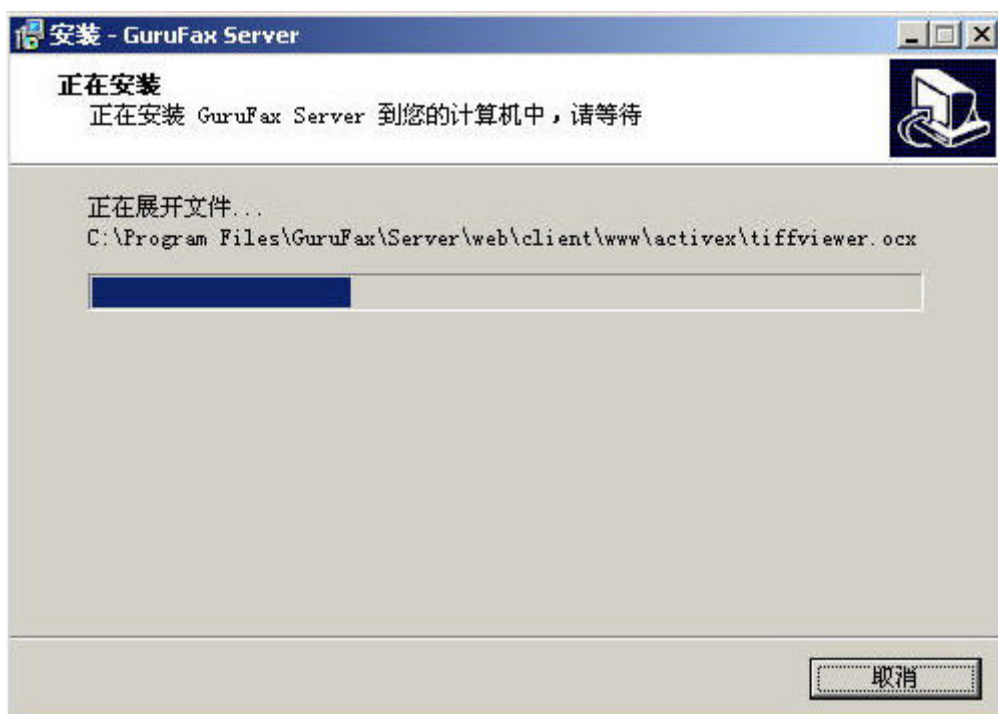 安装 - GuruFax Server
正在安装
正在安装 GuruFax Server 到您的计算机中，请等待
正在展开文件...
C:\Program Files\GuruFax\Server\web\client\www\activex\tiffviewer.ocx
取消